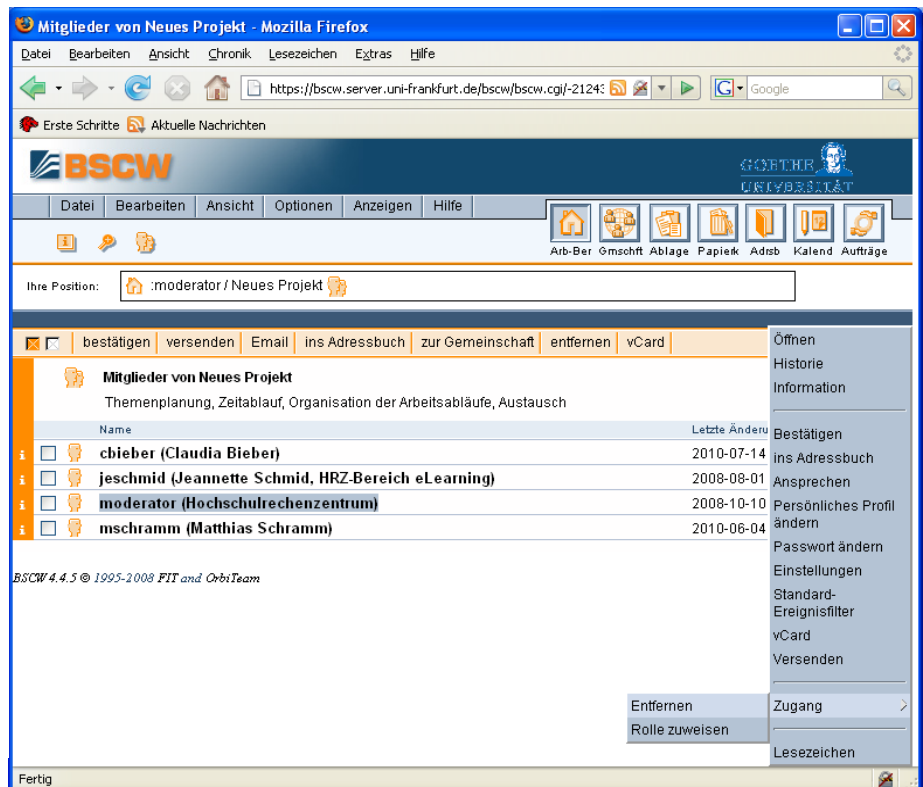 Mitglieder von Neues Projekt - Mozilla Firefox
Datei Bearbeiten Ansicht Chronik Lesezeichen Extras Hilfe
https://bscw.server.uni-frankfurt.de/bscw/bscw.cgi/-21243 G Google
Erste Schritte Aktuelle Nachrichten
BSCW
GOETHE
UNIVERSITÄT
Datei Bearbeiten Ansicht Optionen Anzeigen Hilfe
Arb-Ber Gmschft Ablage Papierk Adrsb Kalend Aufträge
Ihre Position: :moderator / Neues Projekt
bestätigen versenden Email ins Adressbuch zur Gemeinschaft entfernen vCard
Mitglieder von Neues Projekt
Themenplanung, Zeitablauf, Organisation der Arbeitsabläufe, Austausch
Name Letzte Änderu
cbieber (Claudia Bieber) 2010-07-14
jeschmid (Jeannette Schmid, HRZ-Bereich eLearning) 2008-08-01
moderator (Hochschulrechenzentrum) 2008-10-10
mschramm (Matthias Schramm) 2010-06-04
BSCW 4.4.5 © 1995-2008 FIT and OrbiTeam
Öffnen
Historie
Information
Bestätigen
ins Adressbuch
Ansprechen
Persönliches Profil
ändern
Passwort ändern
Einstellungen
Standard-
Ereignisfilter
vCard
Versenden
Zugang
Entfernen
Rolle zuweisen
Lesezeichen
Fertig